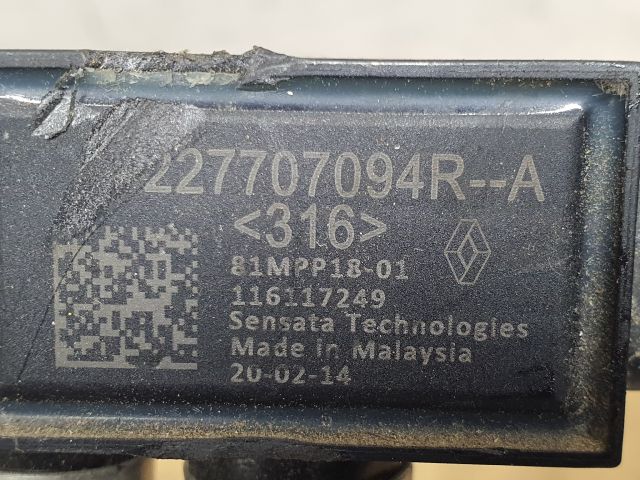 227707094R--A
<316>
81MPP18-01
116117249
Sensata Technologies
Made in Malaysia
20-02-14